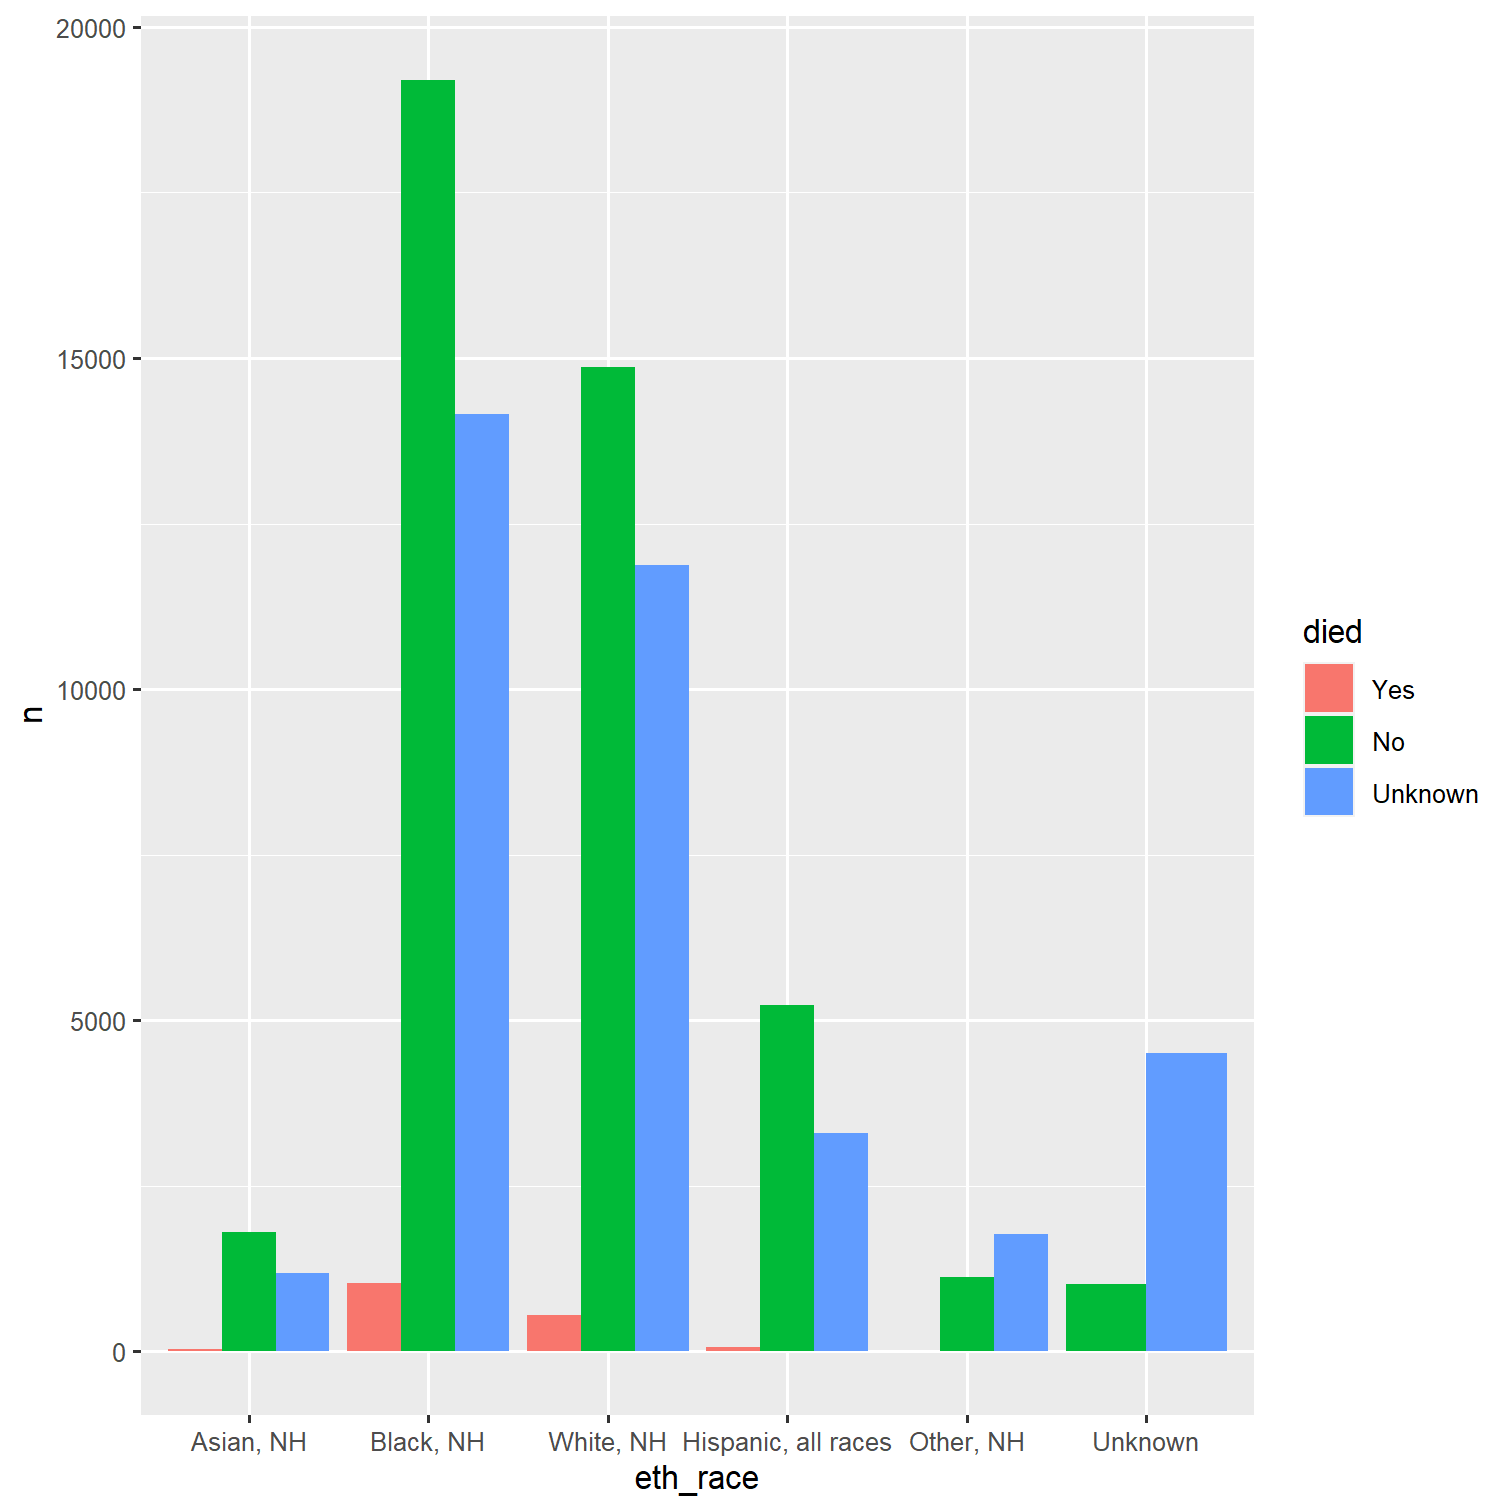 20000
15000
10000
5000
0
n
Asian, NH
Black, NH
White, NH
Hispanic, all races
Other, NH
Unknown
eth_race
died
Yes
No
Unknown